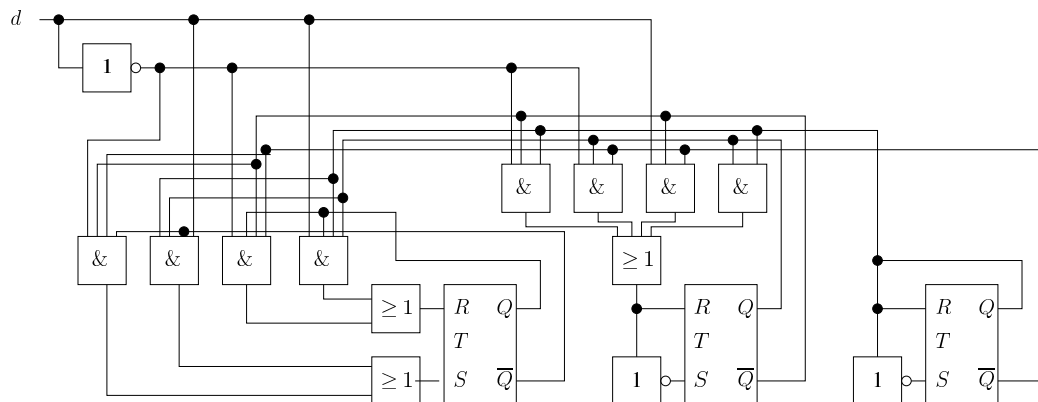 d
1
& & & &
& & & &
≥ 1
≥ 1 R Q R Q R Q
T T T
≥ 1 S Q̅ 1 S Q̅ 1 S Q̅